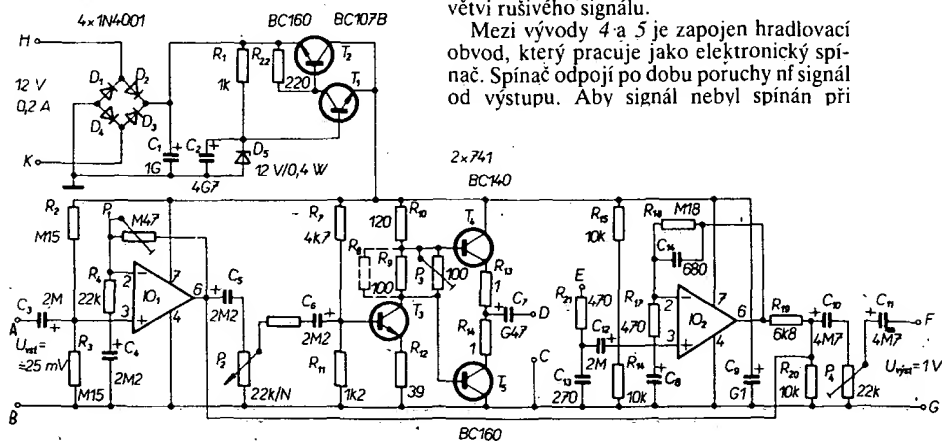 větvi rušivého signálu.
Mezi vývody 4 a 5 je zapojen hradlovací
obvod, který pracuje jako elektronický spí-
nač. Spínač odpojí po dobu poruchy nf signál
od výstupu. Aby signál nebyl spínán při
4×1N4001
BC160
BC107B
H
12 V
0,2 A
K
D1
D2
D4
D3
C1
1G
C2
4G7
R1
1k
R22
220
T2
T1
D5
12 V/0,4 W
2×741
BC140
R2
M15
P1
M47
R4
22k
C3
2M
A
Uvst=
=25 mV
R3
M15
B
C4
2M2
IO1
2
3
7
4
6
C5
2M2
P2
22k/N
C6
2M2
R7
4k7
R11
1k2
R10
120
R8
R9
100
P3
100
T3
R12
39
T4
T5
R13
1
R14
1
C7
G47
D
C
BC160
E
R21
470
C12
2M
C13
270
R15
10k
R14
10k
R18
M18
C14
680
R17
470
C8
IO2
2
3
7
4
6
C9
G1
R19
6k8
R20
10k
C10
4M7
P4
22k
C11
4M7
F
Uvýst=1V
G